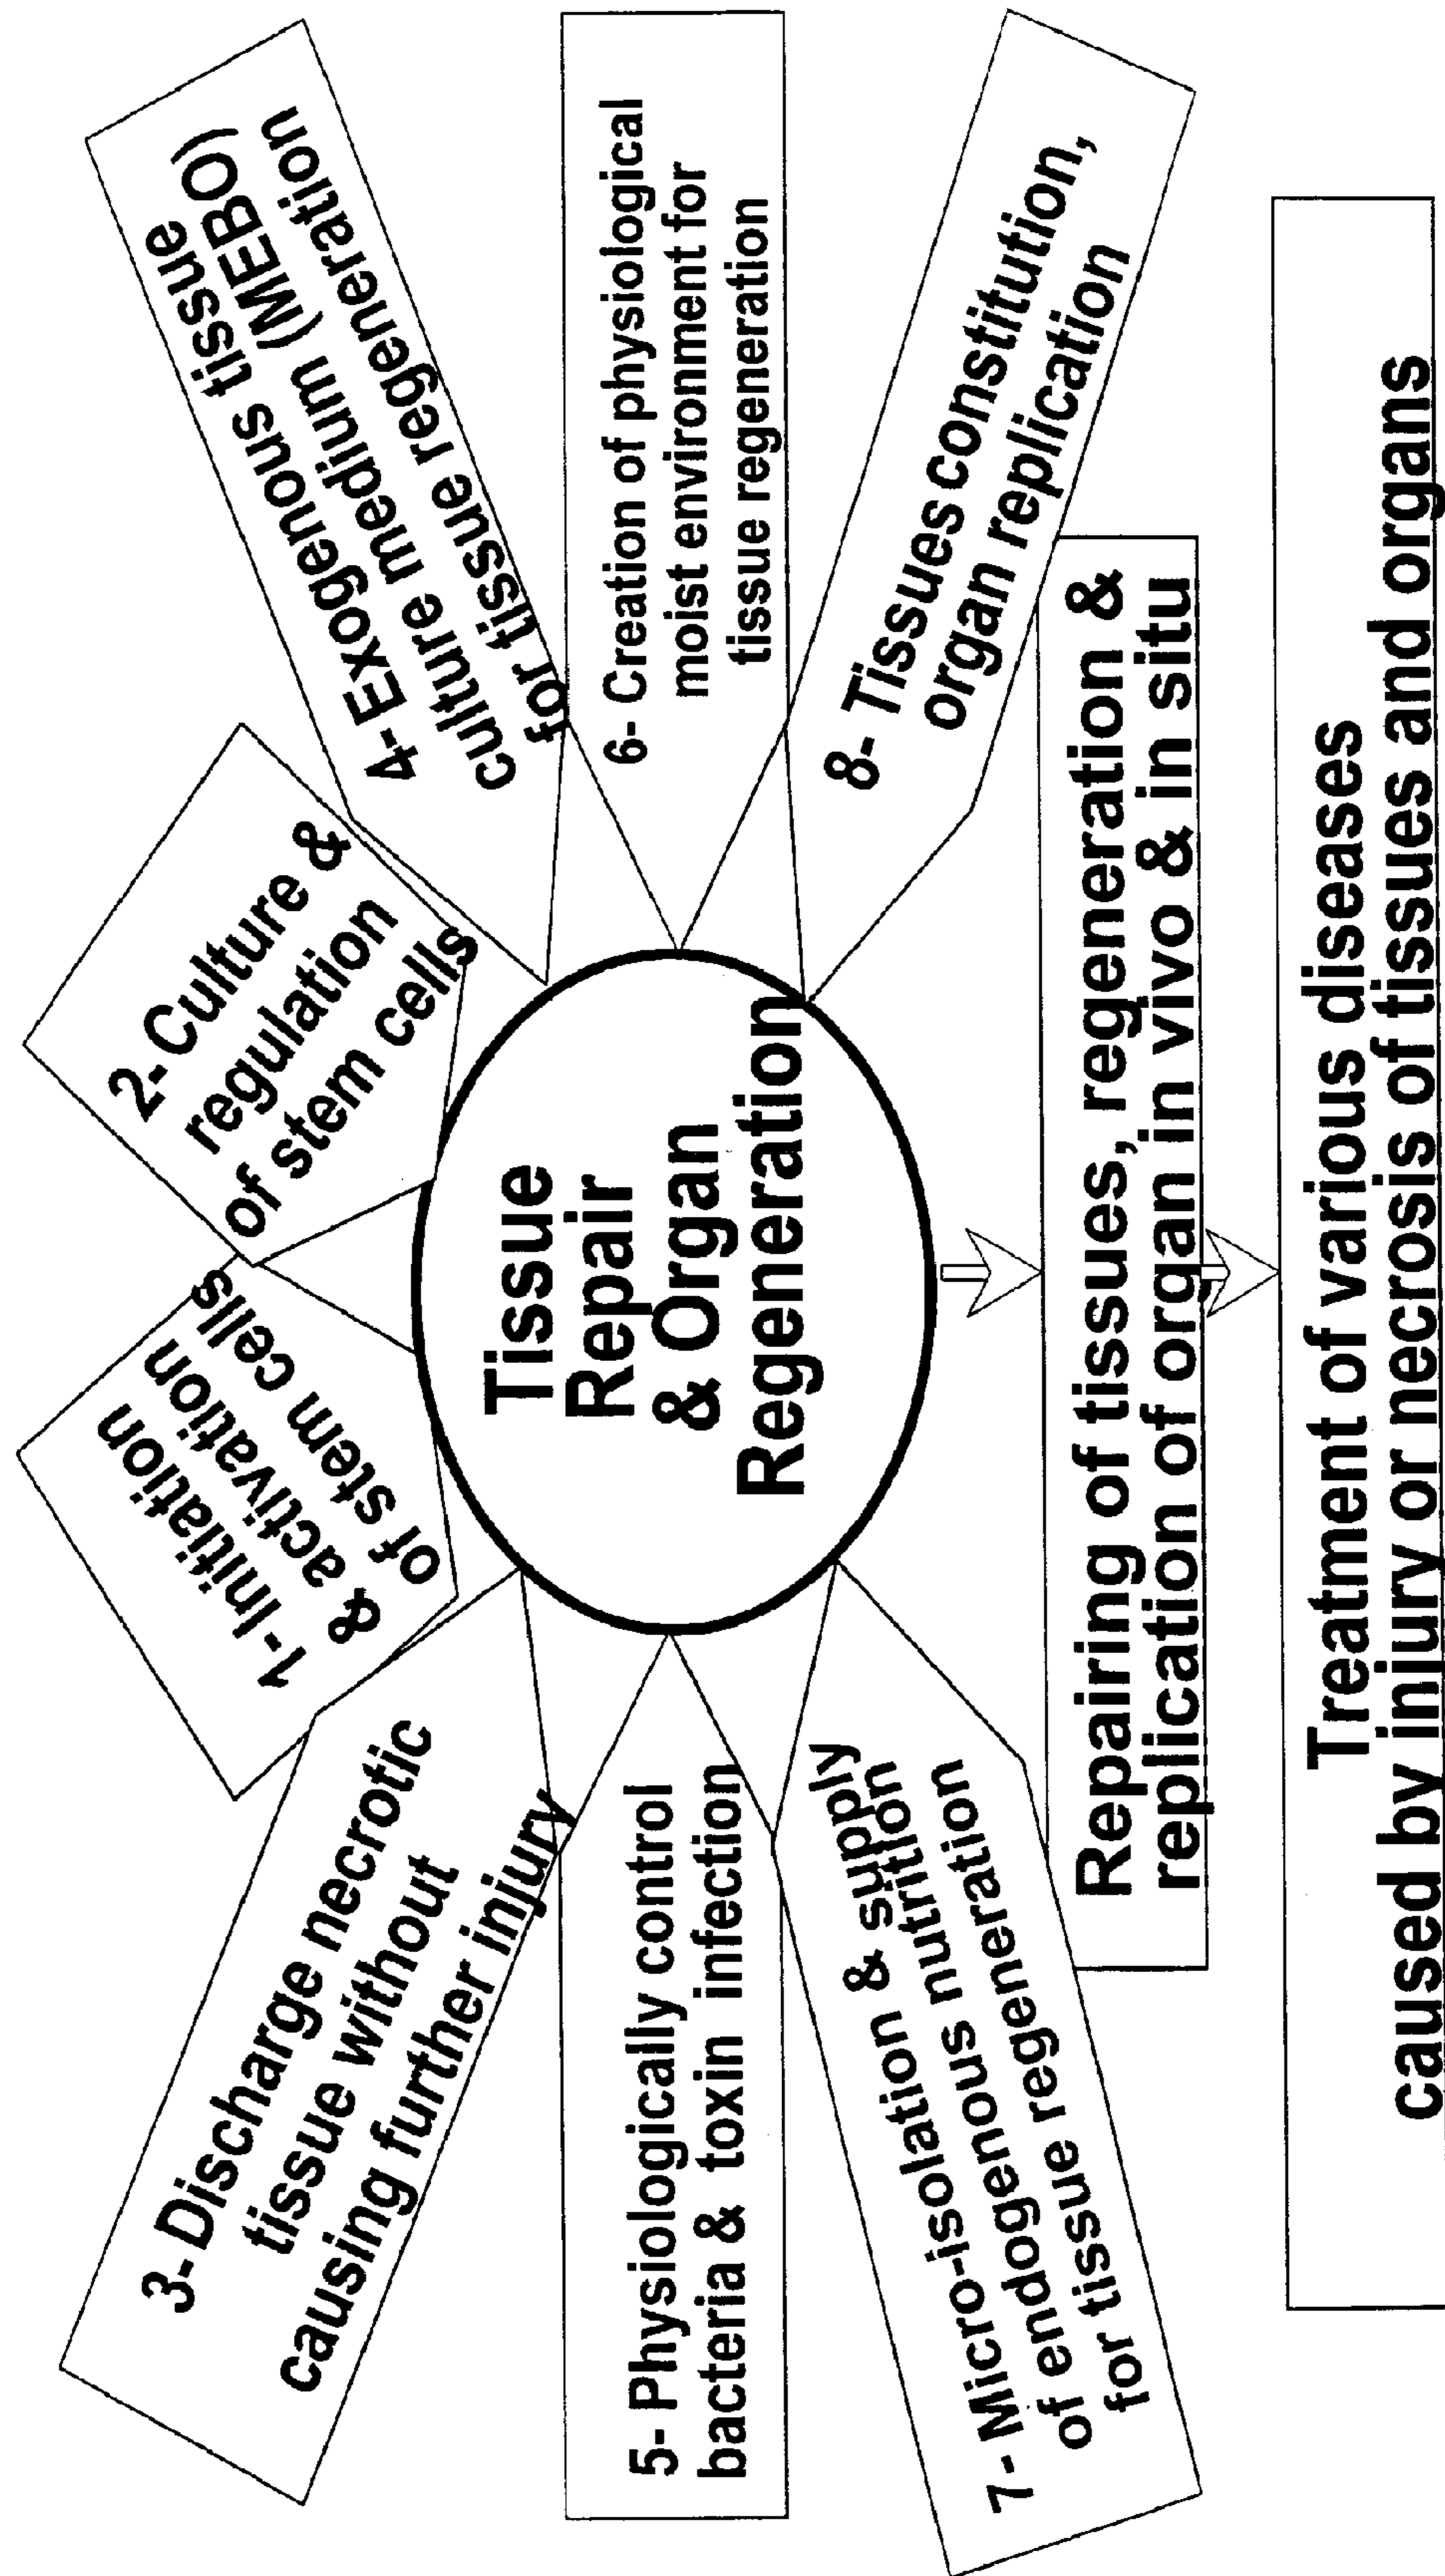 1- Initiation
& activation
of stem cells
2- Culture &
regulation
of stem cells
3- Discharge necrotic
tissue without
causing further injury
4- Exogenous tissue
culture medium (MEBO)
for tissue regeneration
5- Physiologically control
bacteria & toxin infection
6- Creation of physiological
moist environment for
tissue regeneration
7- Micro-isolation & supply
of endogenous nutrition
for tissue regeneration
8- Tissues constitution,
organ replication
Tissue
Repair
& Organ
Regeneration
Repairing of tissues, regeneration &
replication of organ in vivo & in situ
Treatment of various diseases
caused by injury or necrosis of tissues and organs